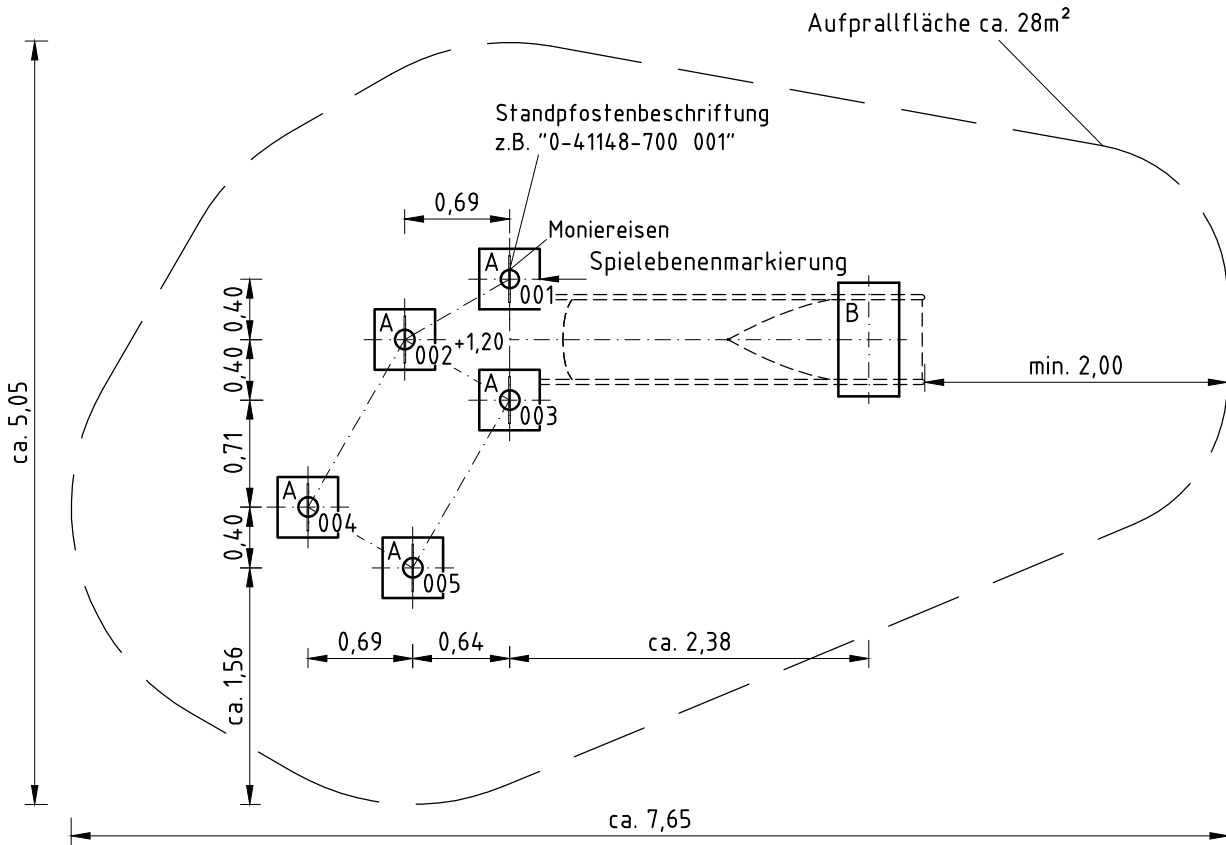 Aufprallfläche ca. 28m²
Standpfostenbeschriftung
z.B. "0-41148-700 001"
0,69
Moniereisen
A
Spielebenenmarkierung
001
0,40
A
B
002
+1,20
0,40
min. 2,00
A
003
ca. 5,05
0,71
A
004
0,40
A
005
0,69
0,64
ca. 2,38
ca. 1,56
ca. 7,65